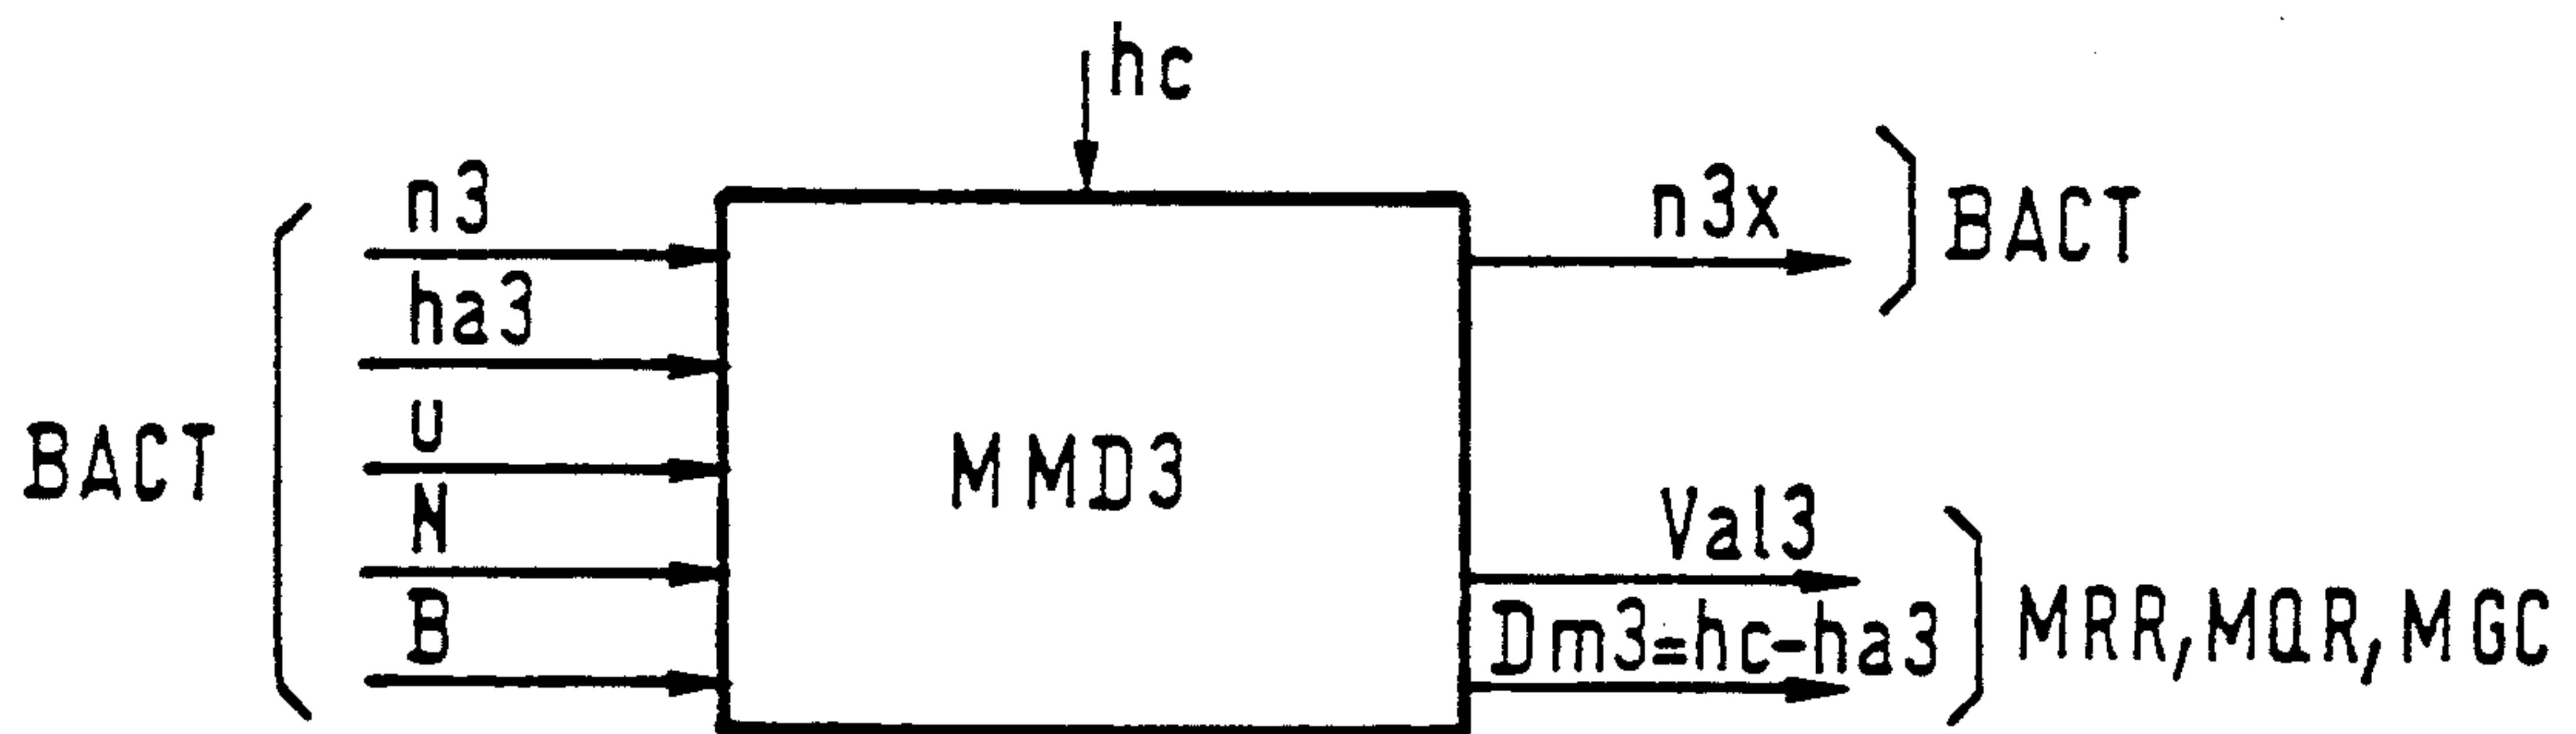 hc
n3
n3x
BACT
ha3
U
BACT
MMD3
N
Val3
B
Dm3=hc-ha3
MRR,MQR,MGC